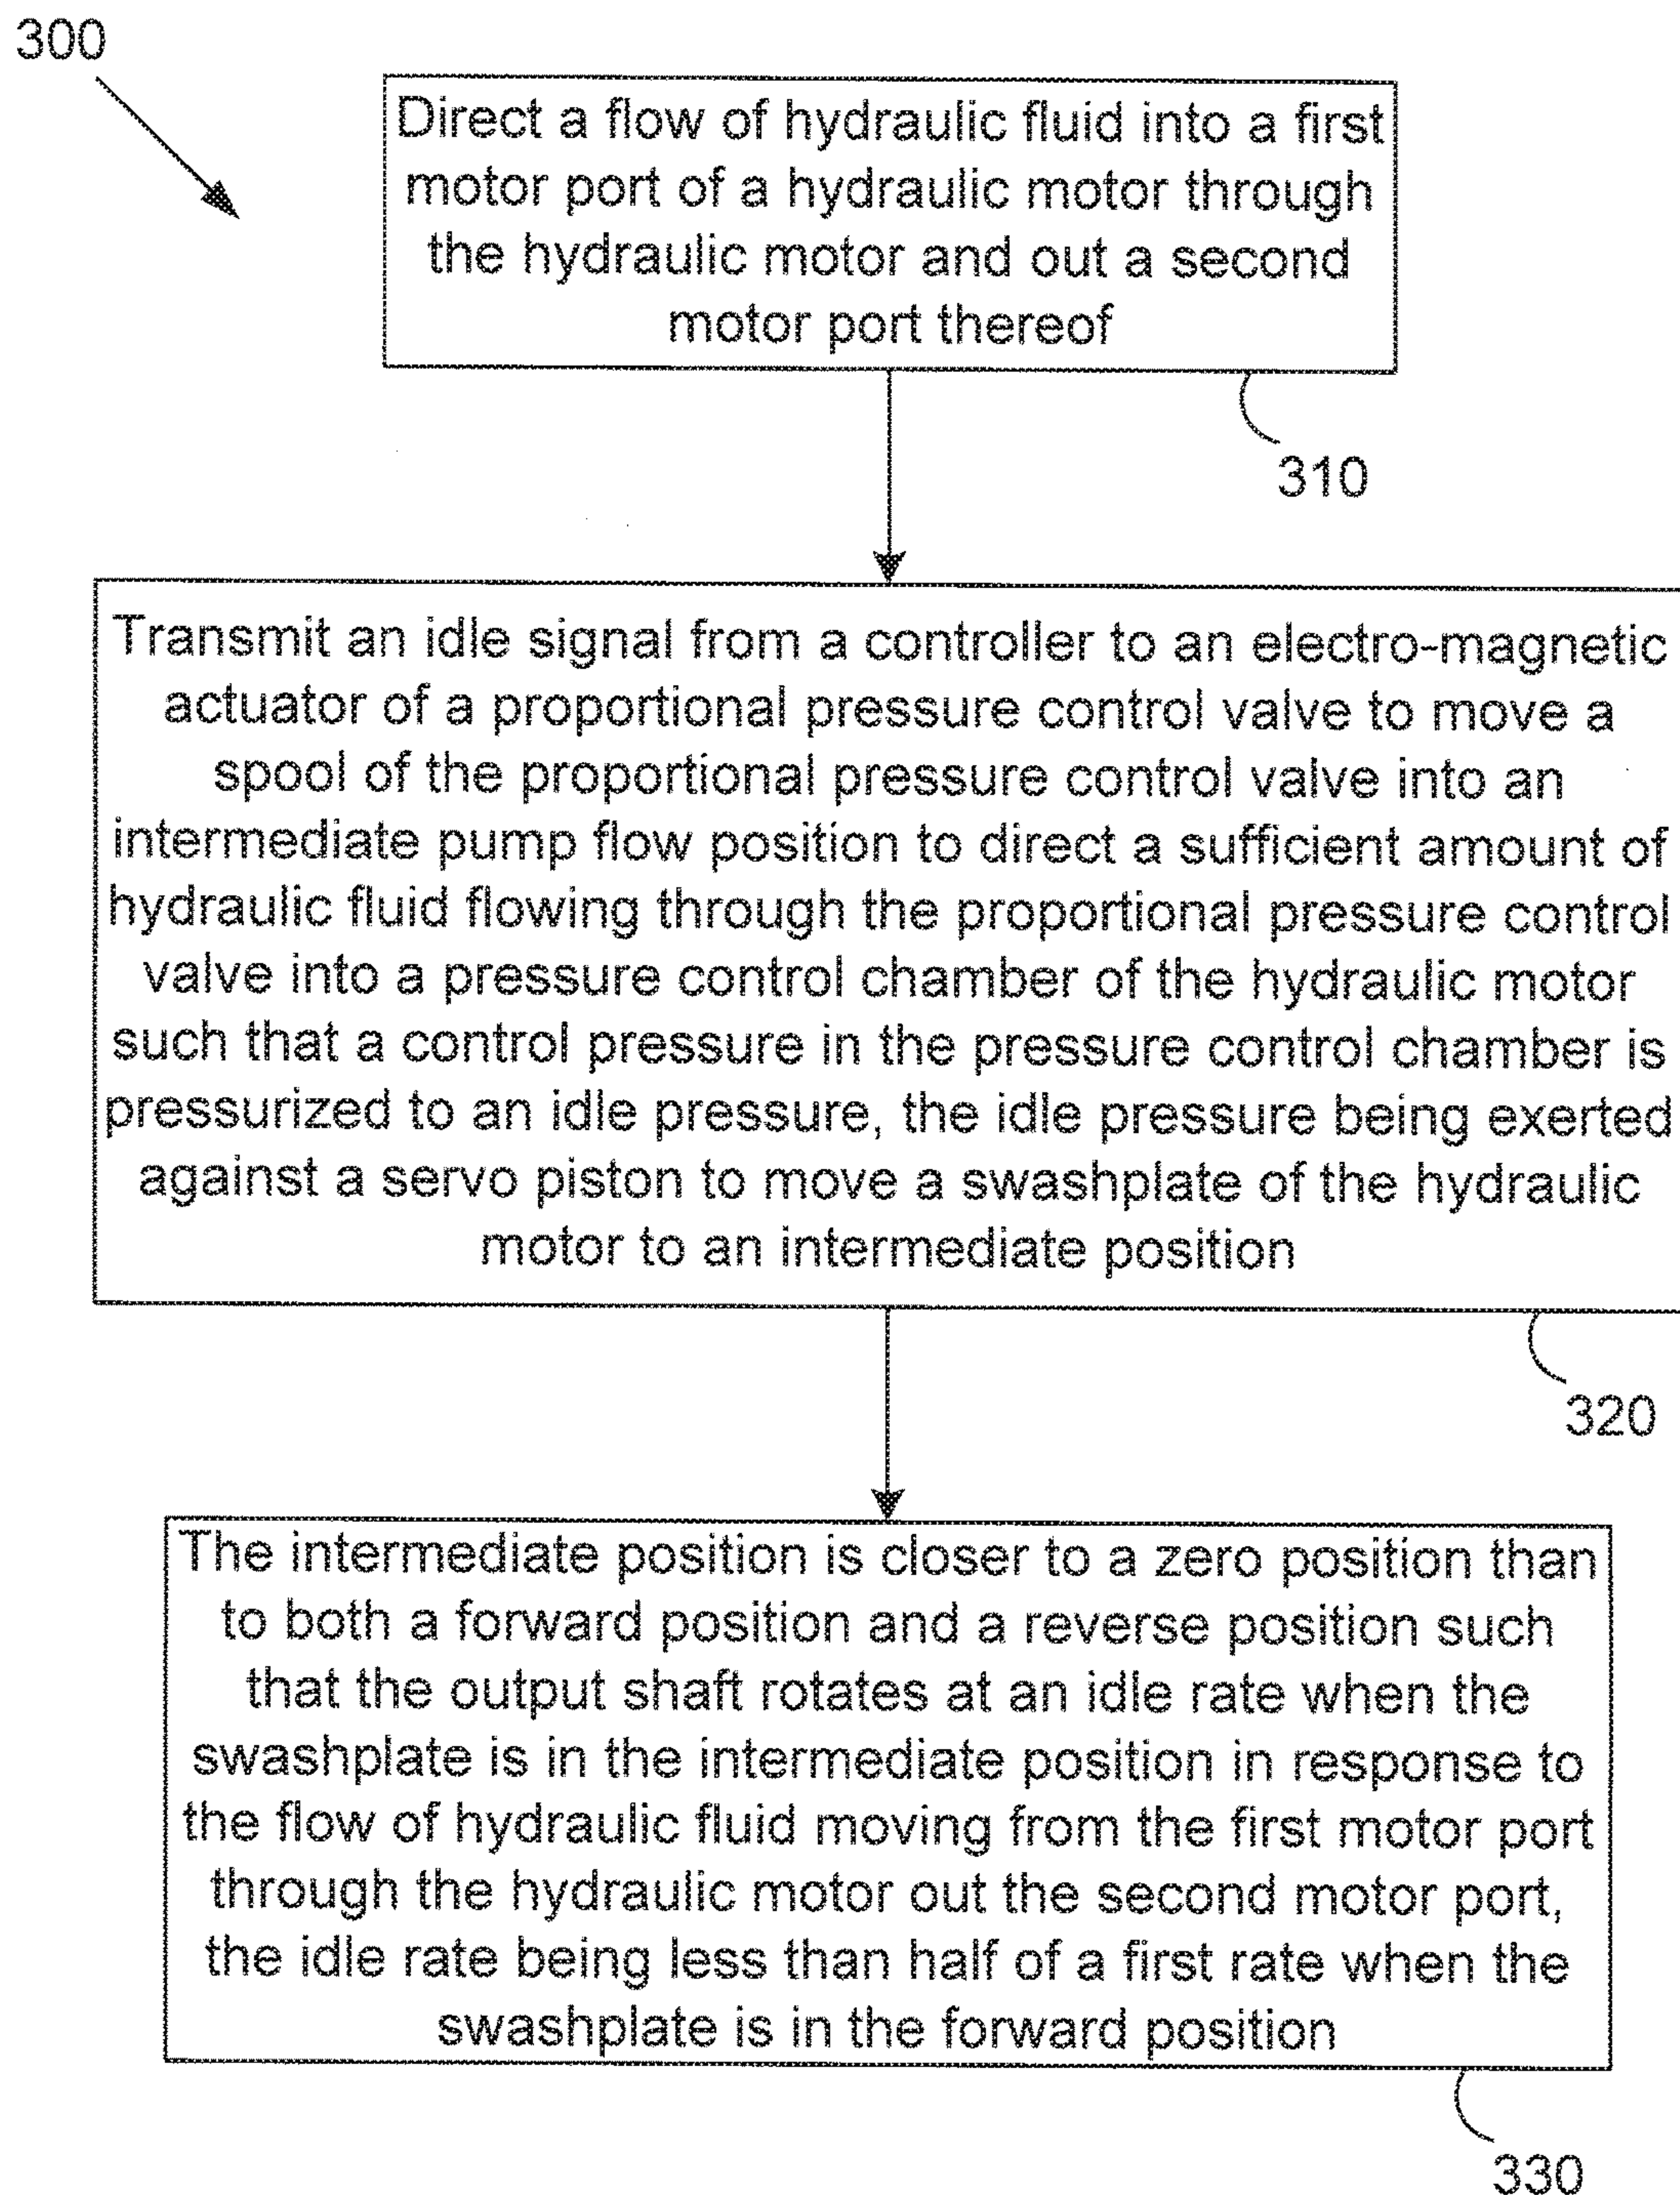 300
Direct a flow of hydraulic fluid into a first
motor port of a hydraulic motor through
the hydraulic motor and out a second
motor port thereof
310
Transmit an idle signal from a controller to an electro-magnetic
actuator of a proportional pressure control valve to move a
spool of the proportional pressure control valve into an
intermediate pump flow position to direct a sufficient amount of
hydraulic fluid flowing through the proportional pressure control
valve into a pressure control chamber of the hydraulic motor
such that a control pressure in the pressure control chamber is
pressurized to an idle pressure, the idle pressure being exerted
against a servo piston to move a swashplate of the hydraulic
motor to an intermediate position
320
The intermediate position is closer to a zero position than
to both a forward position and a reverse position such
that the output shaft rotates at an idle rate when the
swashplate is in the intermediate position in response to
the flow of hydraulic fluid moving from the first motor port
through the hydraulic motor out the second motor port,
the idle rate being less than half of a first rate when the
swashplate is in the forward position
330